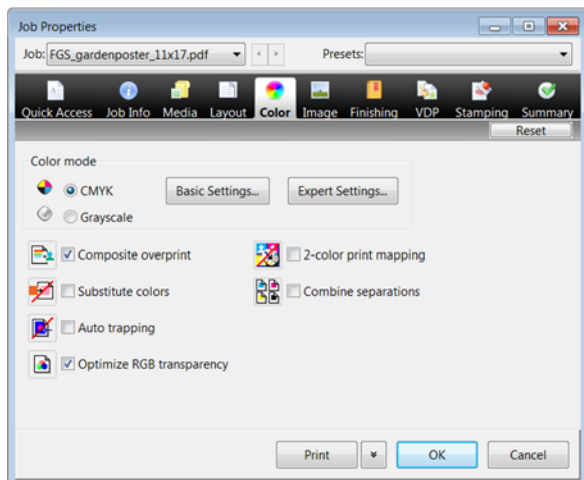 Job Properties
Job: FGS_gardenposter_11x17.pdf Presets:
Quick Access Job Info Media Layout Color Image Finishing VDP Stamping Summary
Reset
Color mode
CMYK Basic Settings... Expert Settings...
Grayscale
Composite overprint 2-color print mapping
Substitute colors Combine separations
Auto trapping
Optimize RGB transparency
Print OK Cancel